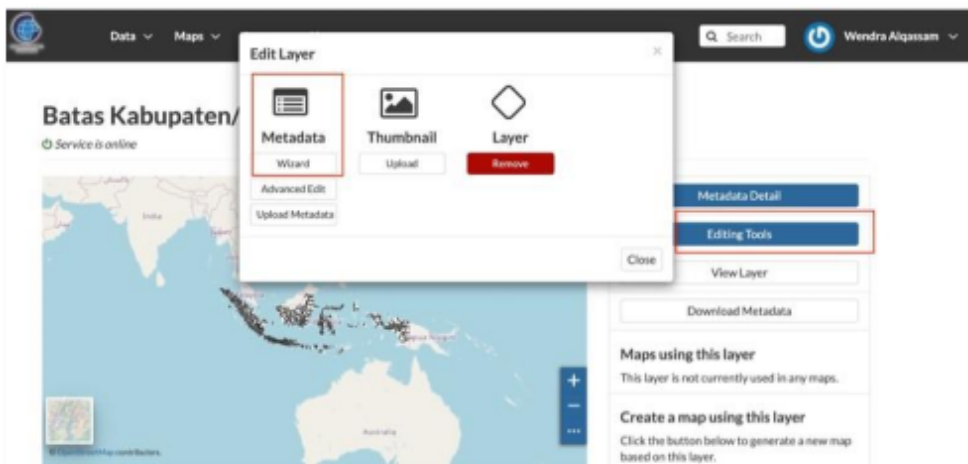 Data Maps
Search
Wendra Alqassam
Edit Layer
×
Metadata
Thumbnail
Layer
Wizard
Upload
Remove
Advanced Edit
Upload Metadata
Close
Batas Kabupaten/
Service is online
Metadata Detail
Editing Tools
View Layer
Download Metadata
Maps using this layer
This layer is not currently used in any maps.
Create a map using this layer
Click the button below to generate a new map
based on this layer.
India
Australia
+
−
...
© OpenStreetMap contributors.